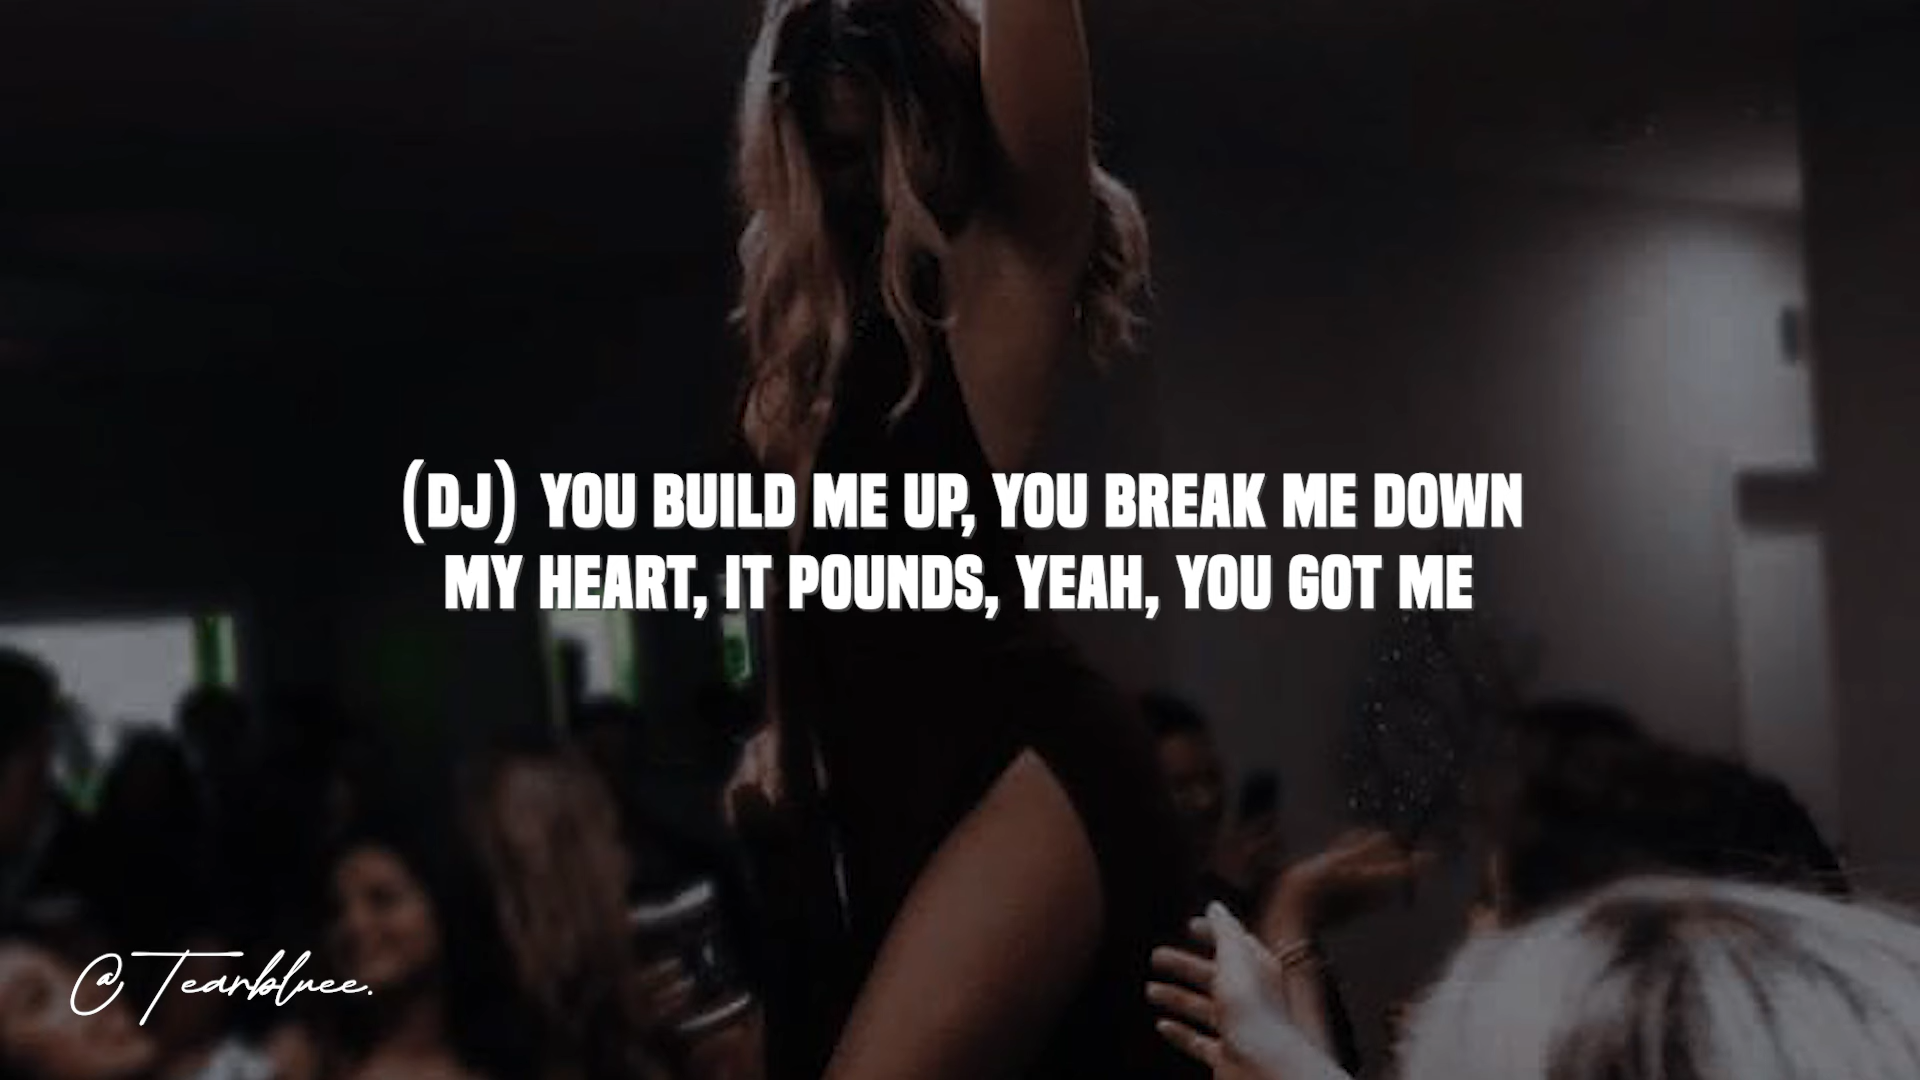 (DJ) YOU BUILD ME UP, YOU BREAK ME DOWN
MY HEART, IT POUNDS, YEAH, YOU GOT ME
@Tearbluee.